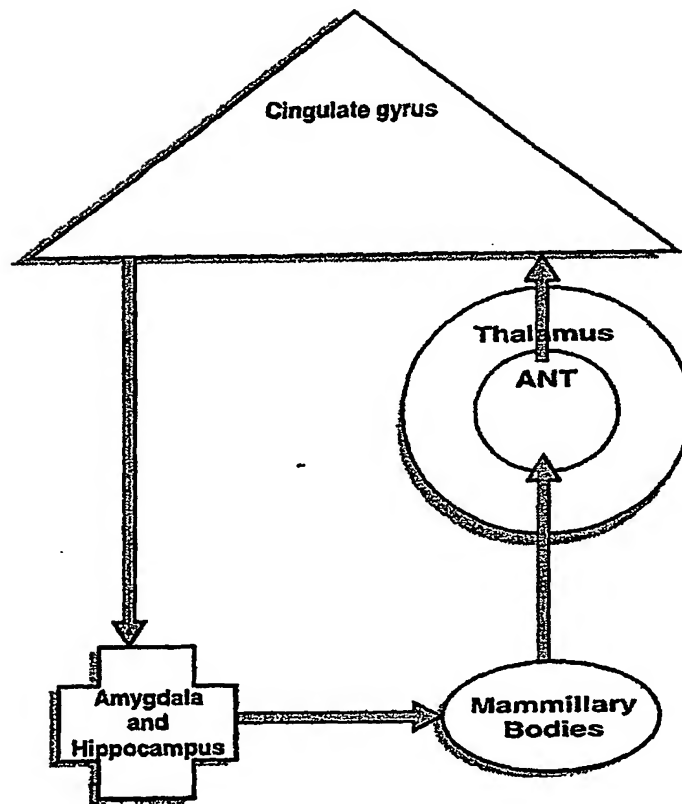 Cingulate gyrus
Thalamus
ANT
Amygdala
and
Hippocampus
Mammillary
Bodies